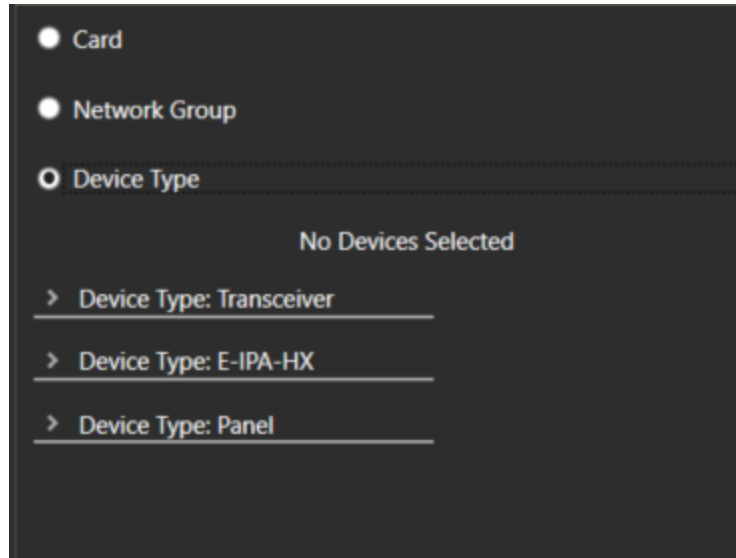 Card
Network Group
Device Type
No Devices Selected
Device Type: Transceiver
Device Type: E-IPA-HX
Device Type: Panel